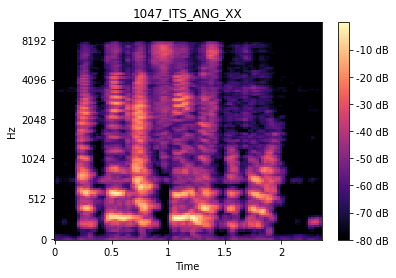 1047_ITS_ANG_XX
8192
4096
2048
1024
512
0
Hz
0
0.5
1
1.5
2
Time
-10 dB
-20 dB
-30 dB
-40 dB
-50 dB
-60 dB
-70 dB
-80 dB